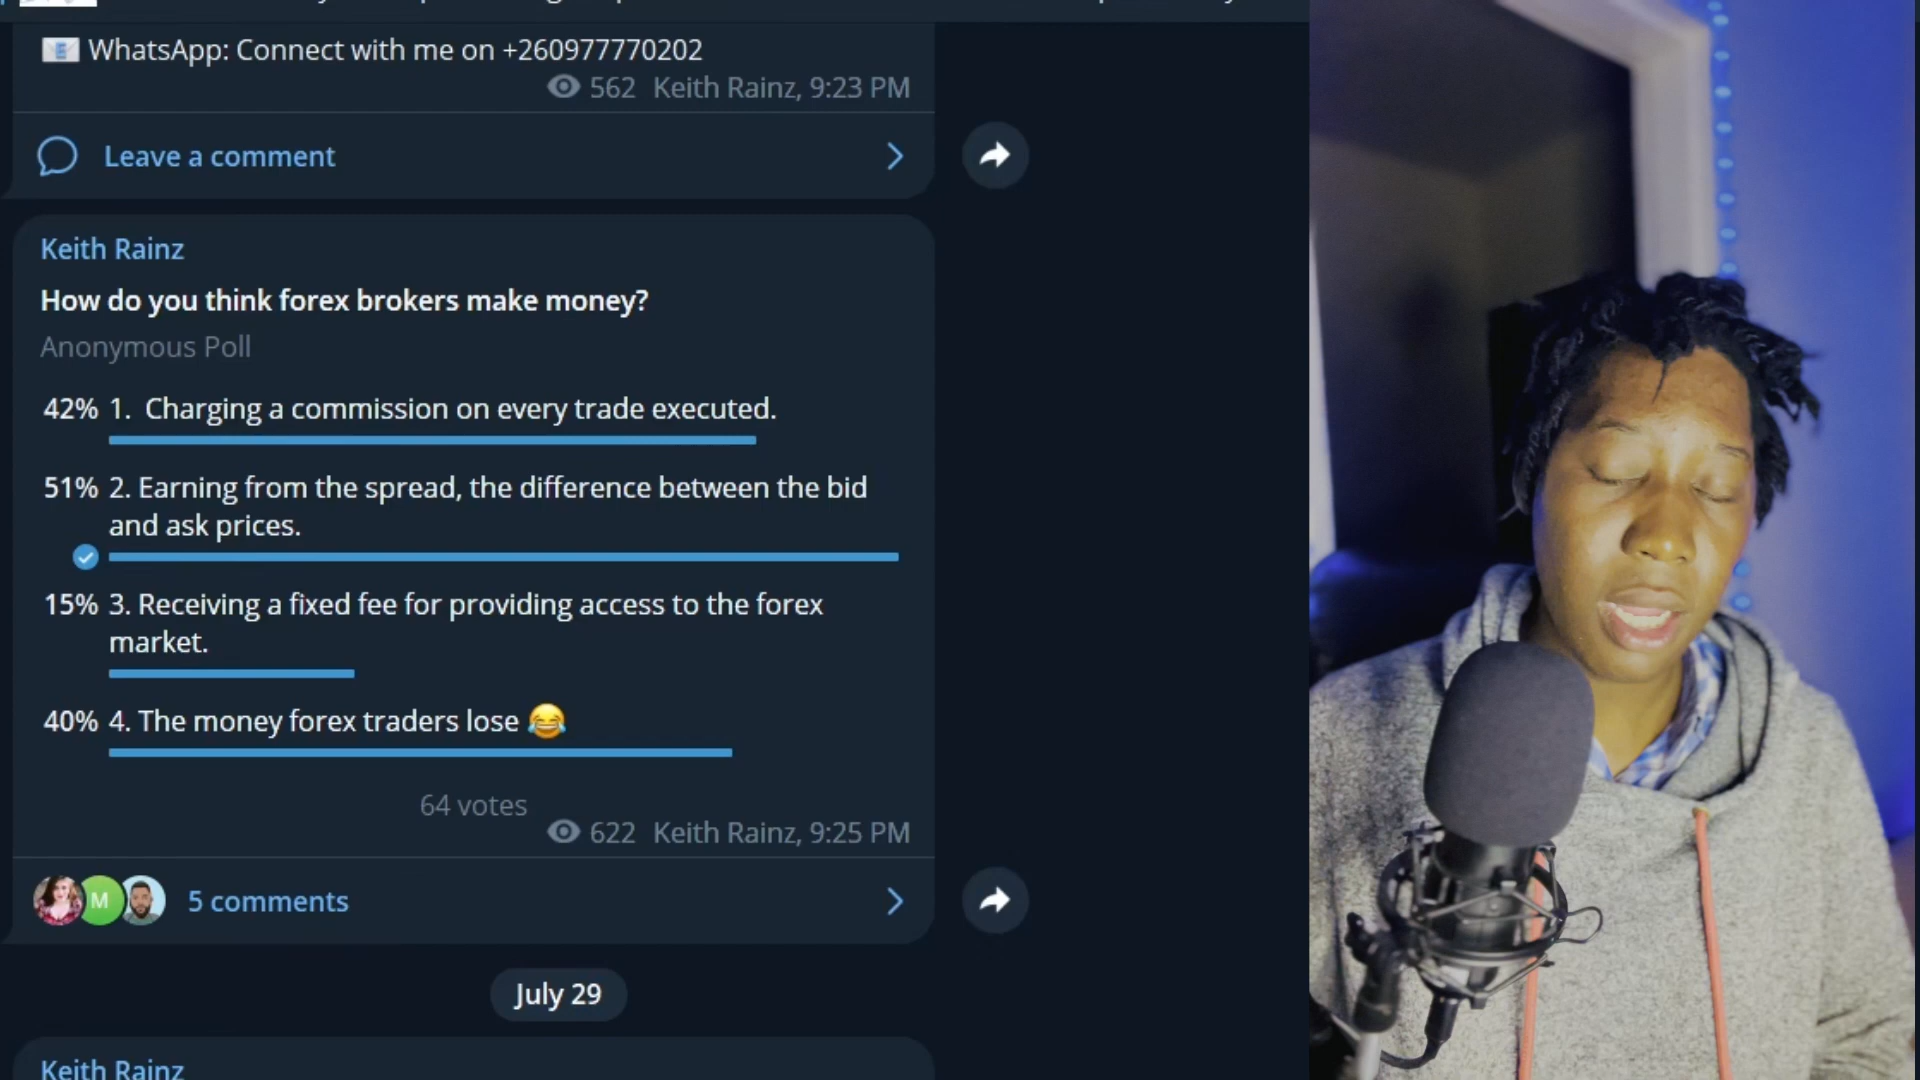 WhatsApp: Connect with me on +260977770202
562 Keith Rainz, 9:23 PM
Leave a comment
Keith Rainz
How do you think forex brokers make money?
Anonymous Poll
42% 1. Charging a commission on every trade executed.
51% 2. Earning from the spread, the difference between the bid
and ask prices.
15% 3. Receiving a fixed fee for providing access to the forex
market.
40% 4. The money forex traders lose 😂
64 votes
622 Keith Rainz, 9:25 PM
M
5 comments
July 29
Keith Rainz